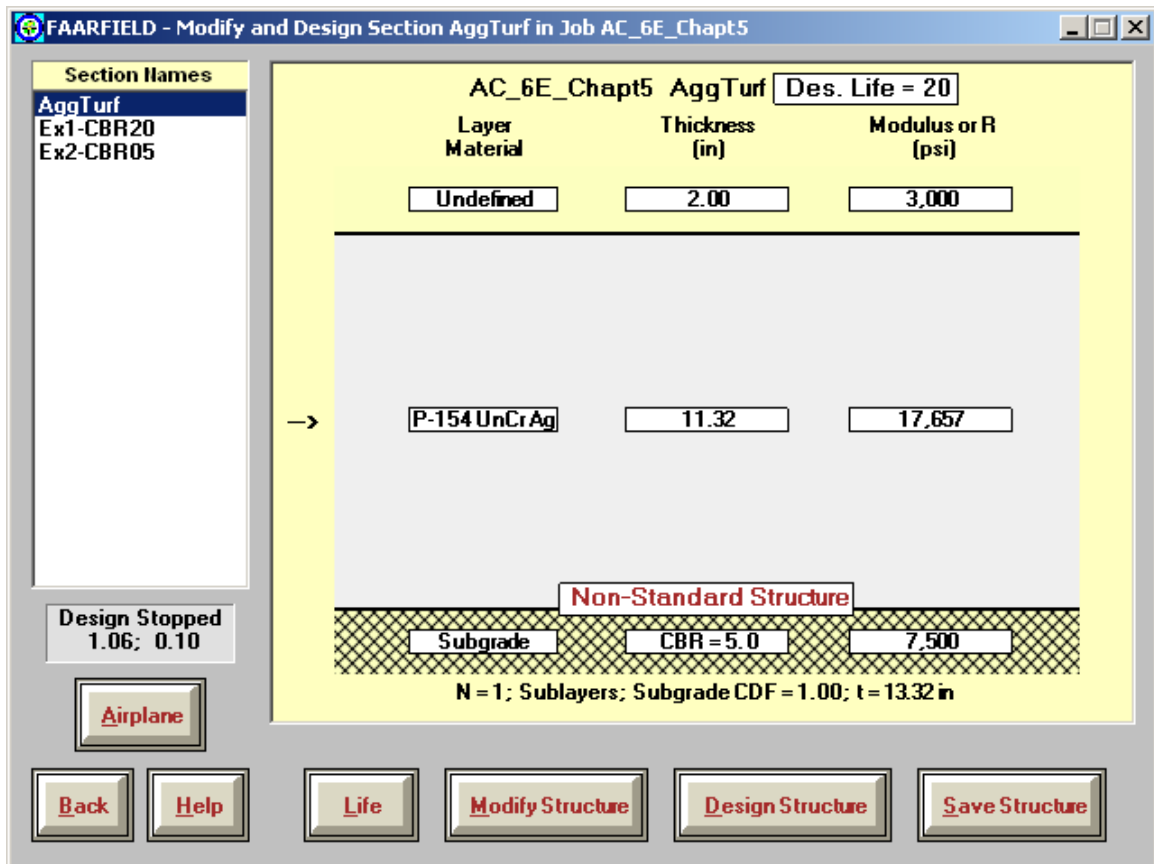 FAARFIELD - Modify and Design Section AggTurf in Job AC_6E_Chapt5
Section Names
AggTurf
Ex1-CBR20
Ex2-CBR05
Design Stopped
1.06; 0.10
Airplane
Back Help
AC_6E_Chapt5 AggTurf Des. Life = 20
Layer Thickness Modulus or R
Material (in) (psi)
Undefined 2.00 3,000
--> P-154 UnCr Ag 11.32 17,657
Non-Standard Structure
Subgrade CBR = 5.0 7,500
N = 1; Sublayers; Subgrade CDF = 1.00; t = 13.32 in
Life Modify Structure Design Structure Save Structure